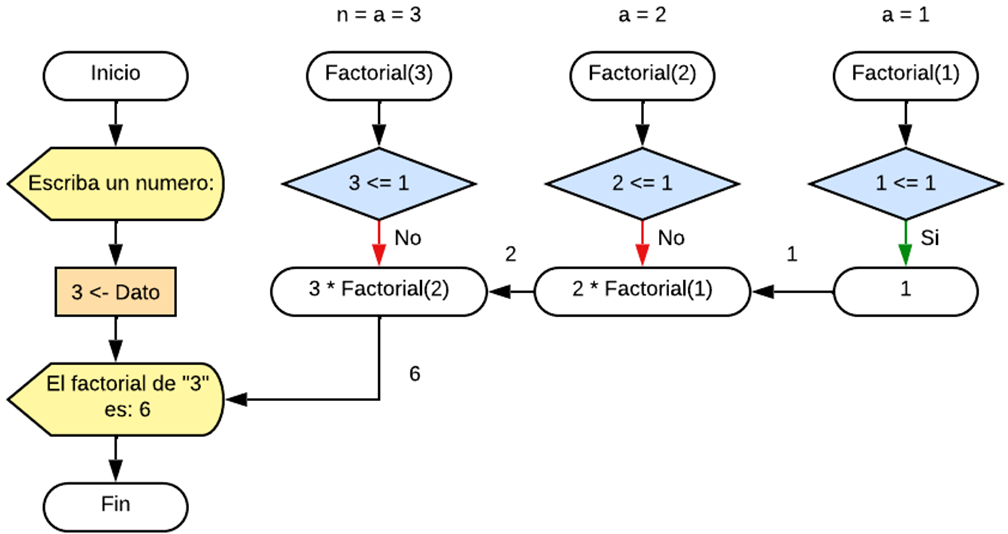 n = a = 3
a = 2
a = 1
Inicio
Factorial(3)
Factorial(2)
Factorial(1)
Escriba un numero:
3 <= 1
2 <= 1
1 <= 1
No
No
Si
2
1
3 <- Dato
3 * Factorial(2)
2 * Factorial(1)
1
6
El factorial de "3"
es: 6
Fin